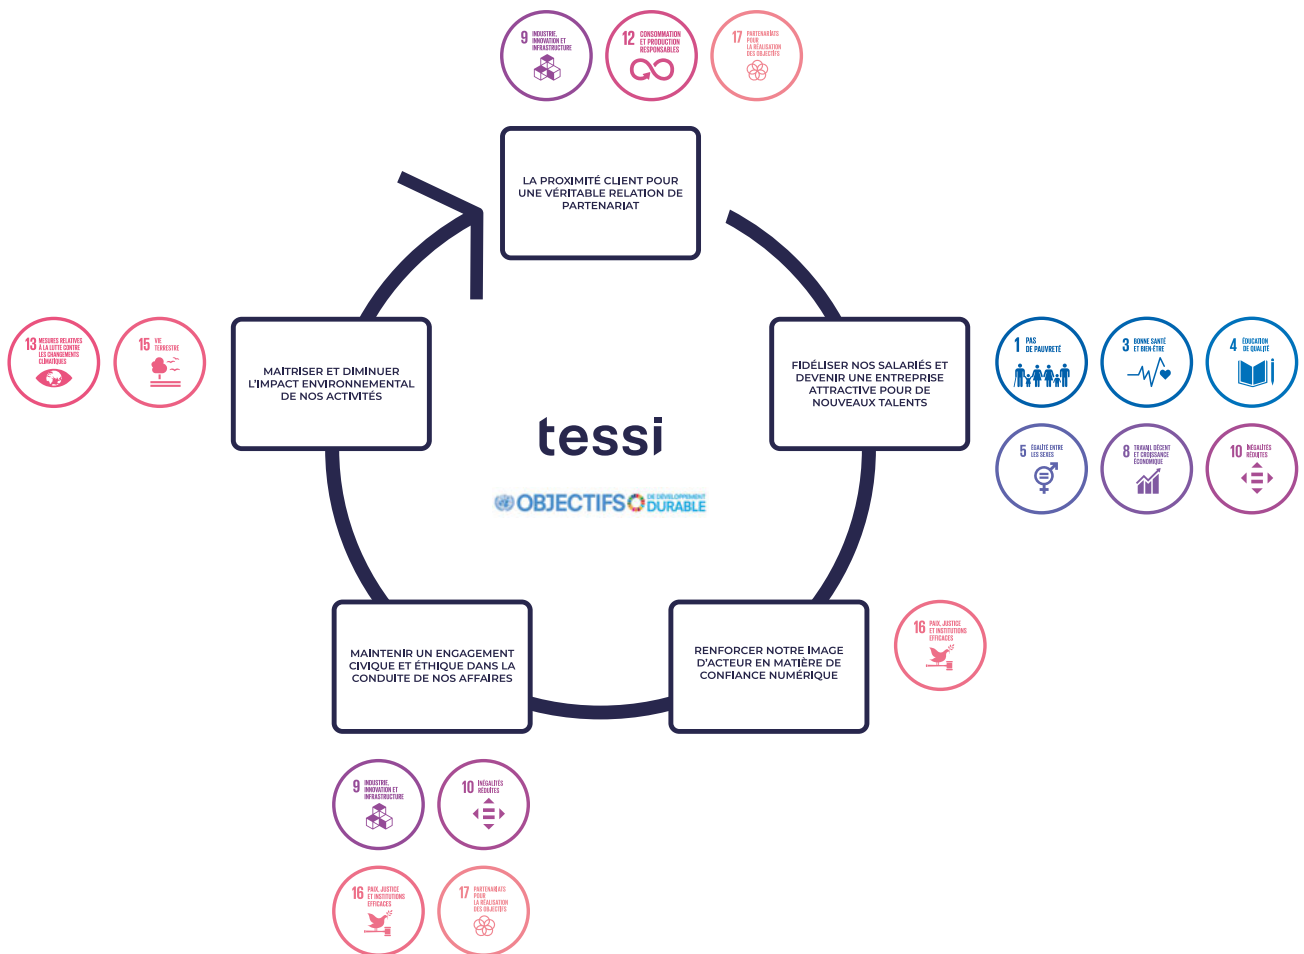 9 INDUSTRIE,
INNOVATION ET
INFRASTRUCTURE
12 CONSOMMATION
ET PRODUCTION
RESPONSABLES
17 PARTENARIATS
POUR
LA RÉALISATION
DES OBJECTIFS
LA PROXIMITÉ CLIENT POUR
UNE VÉRITABLE RELATION DE
PARTENARIAT
13 MESURES RELATIVES
À LA LUTTE CONTRE
LES CHANGEMENTS
CLIMATIQUES
15 VIE
TERRESTRE
MAITRISER ET DIMINUER
L'IMPACT ENVIRONNEMENTAL
DE NOS ACTIVITÉS
FIDÉLISER NOS SALARIÉS ET
DEVENIR UNE ENTREPRISE
ATTRACTIVE POUR DE
NOUVEAUX TALENTS
1 PAS
DE PAUVRETÉ
3 BONNE SANTÉ
ET BIEN-ÊTRE
4 ÉDUCATION
DE QUALITÉ
5 ÉGALITÉ ENTRE
LES SEXES
8 TRAVAIL DÉCENT
ET CROISSANCE
ÉCONOMIQUE
10 INÉGALITÉS
RÉDUITES
tessi
OBJECTIFS DE DÉVELOPPEMENT
DURABLE
MAINTENIR UN ENGAGEMENT
CIVIQUE ET ÉTHIQUE DANS LA
CONDUITE DE NOS AFFAIRES
RENFORCER NOTRE IMAGE
D'ACTEUR EN MATIÈRE DE
CONFIANCE NUMÉRIQUE
16 PAIX, JUSTICE
ET INSTITUTIONS
EFFICACES
9 INDUSTRIE,
INNOVATION ET
INFRASTRUCTURE
10 INÉGALITÉS
RÉDUITES
16 PAIX, JUSTICE
ET INSTITUTIONS
EFFICACES
17 PARTENARIATS
POUR
LA RÉALISATION
DES OBJECTIFS